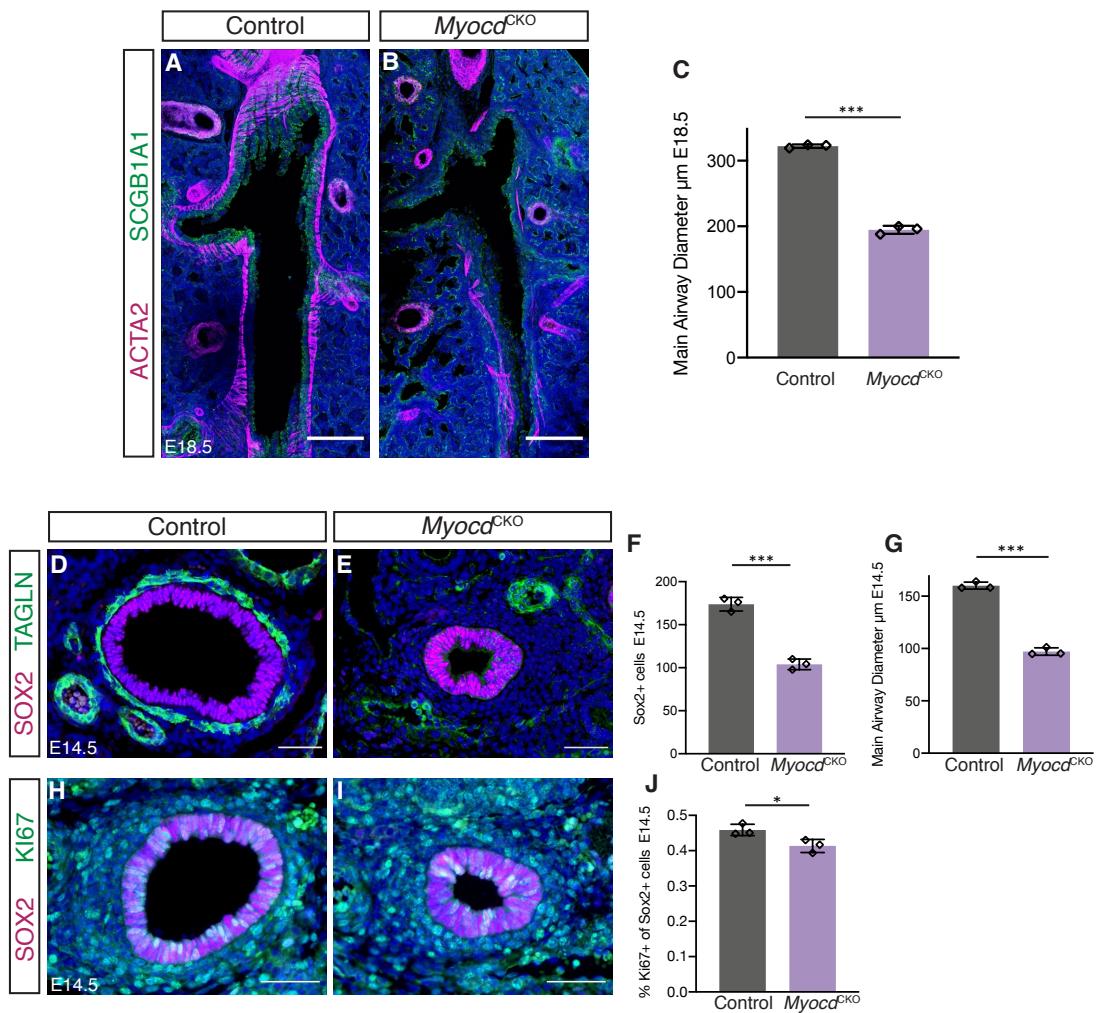 Control
MyocdCKO
ACTA2 SCGB1A1
A
B
E18.5
C
Main Airway Diameter µm E18.5
***
300
200
100
0
Control
MyocdCKO
Control
MyocdCKO
SOX2 TAGLN
D
E
E14.5
F
Sox2+ cells E14.5
***
200
150
100
50
0
Control
MyocdCKO
G
Main Airway Diameter µm E14.5
***
150
100
50
0
Control
MyocdCKO
SOX2 KI67
H
I
E14.5
J
% Ki67+ of Sox2+ cells E14.5
*
0.5
0.4
0.3
0.2
0.1
0.0
Control
MyocdCKO